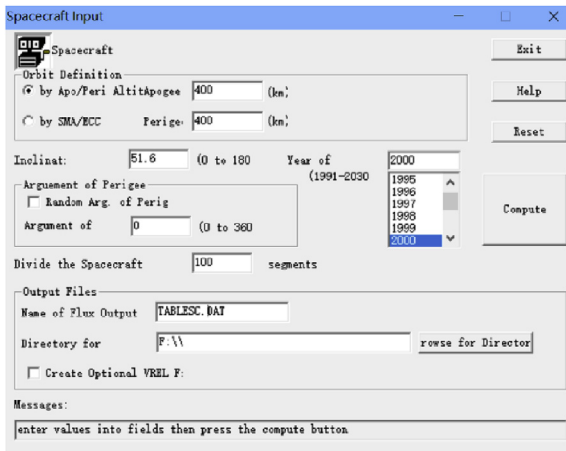 Spacecraft Input
Spacecraft
Exit
Orbit Definition
by Apo/Peri AltitApogee 400 (km)
Help
by SMA/ECC Perige 400 (km)
Reset
Inclinat: 51.6 (0 to 180 Year of 2000
(1991-2030
1995
1996
1997
1998
1999
2000
Arguement of Perigee
Random Arg. of Perig
Argument of 0 (0 to 360
Compute
Divide the Spacecraft 100 segments
Output Files
Name of Flux Output TABLESC.DAT
Directory for F:\\ rowse for Director
Create Optional VREL F:
Messages:
enter values into fields then press the compute button